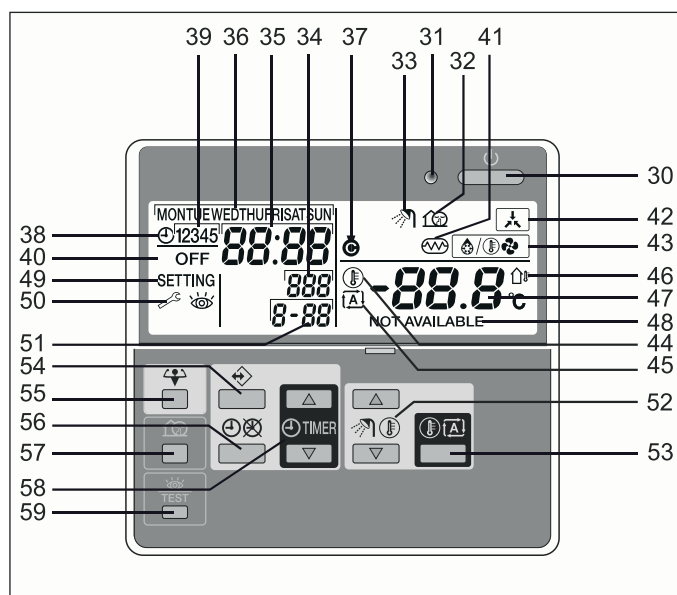 39 36 35 34 37 31 41
33 32
30
MONTUEWEDTHUFRISATSUN
42
38 12345 88:88
43
40 OFF
49 SETTING
46
50 888 -88.8 °C
47
A
8-88 NOT AVAILABLE
48
51
44
54
45
55
52
56 TIMER A
57
53
58
TEST
59